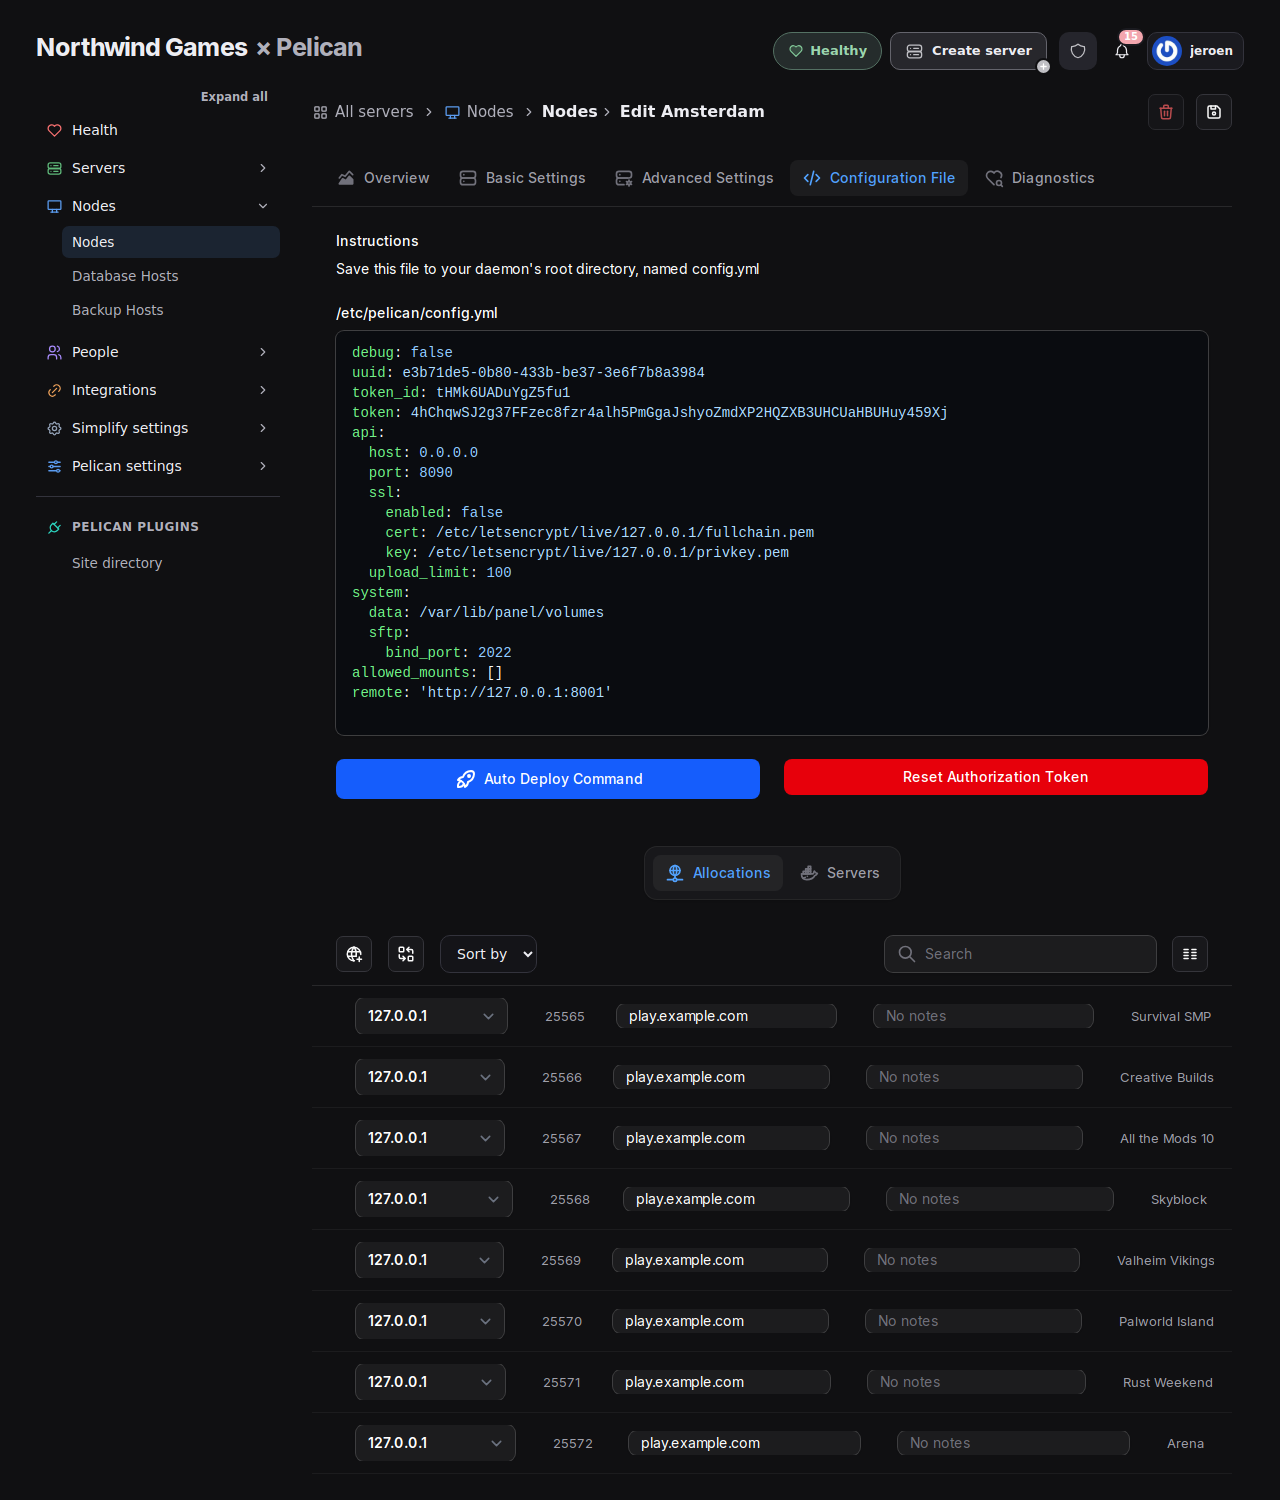 Northwind Games × Pelican
Healthy
Create server
15
jeroen
Expand all
Health
Servers
Nodes
Nodes
Database Hosts
Backup Hosts
People
Integrations
Simplify settings
Pelican settings
PELICAN PLUGINS
Site directory
All servers > Nodes > Nodes > Edit Amsterdam
Overview
Basic Settings
Advanced Settings
Configuration File
Diagnostics
Instructions
Save this file to your daemon's root directory, named config.yml
/etc/pelican/config.yml
debug: false
uuid: e3b71de5-0b80-433b-be37-3e6f7b8a3984
token_id: tHMk6UADuYgZ5fu1
token: 4hChqwSJ2g37FFzec8fzr4alh5PmGgaJshyoZmdXP2HQZXB3UHCUaHBUHuy459Xj
api:
  host: 0.0.0.0
  port: 8090
  ssl:
    enabled: false
    cert: /etc/letsencrypt/live/127.0.0.1/fullchain.pem
    key: /etc/letsencrypt/live/127.0.0.1/privkey.pem
  upload_limit: 100
system:
  data: /var/lib/panel/volumes
  sftp:
    bind_port: 2022
allowed_mounts: []
remote: 'http://127.0.0.1:8001'
Auto Deploy Command
Reset Authorization Token
Allocations
Servers
Sort by
Search
127.0.0.1 25565 play.example.com No notes Survival SMP
127.0.0.1 25566 play.example.com No notes Creative Builds
127.0.0.1 25567 play.example.com No notes All the Mods 10
127.0.0.1 25568 play.example.com No notes Skyblock
127.0.0.1 25569 play.example.com No notes Valheim Vikings
127.0.0.1 25570 play.example.com No notes Palworld Island
127.0.0.1 25571 play.example.com No notes Rust Weekend
127.0.0.1 25572 play.example.com No notes Arena